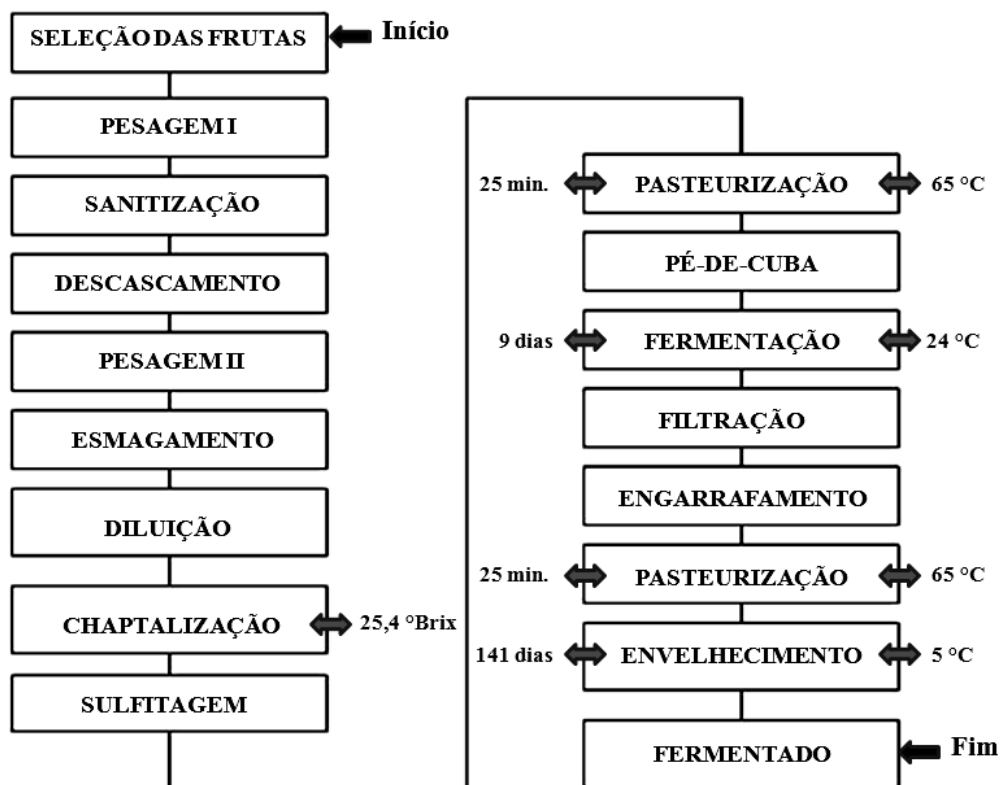 SELEÇÃO DAS FRUTAS
Início
PESAGEM I
SANITIZAÇÃO
DESCASCAMENTO
PESAGEM II
ESMAGAMENTO
DILUIÇÃO
CHAPTALIZAÇÃO
25,4 °Brix
SULFITAGEM
25 min.
PASTEURIZAÇÃO
65 °C
PÉ-DE-CUBA
9 dias
FERMENTAÇÃO
24 °C
FILTRAÇÃO
ENGARRAFAMENTO
25 min.
PASTEURIZAÇÃO
65 °C
141 dias
ENVELHECIMENTO
5 °C
FERMENTADO
Fim